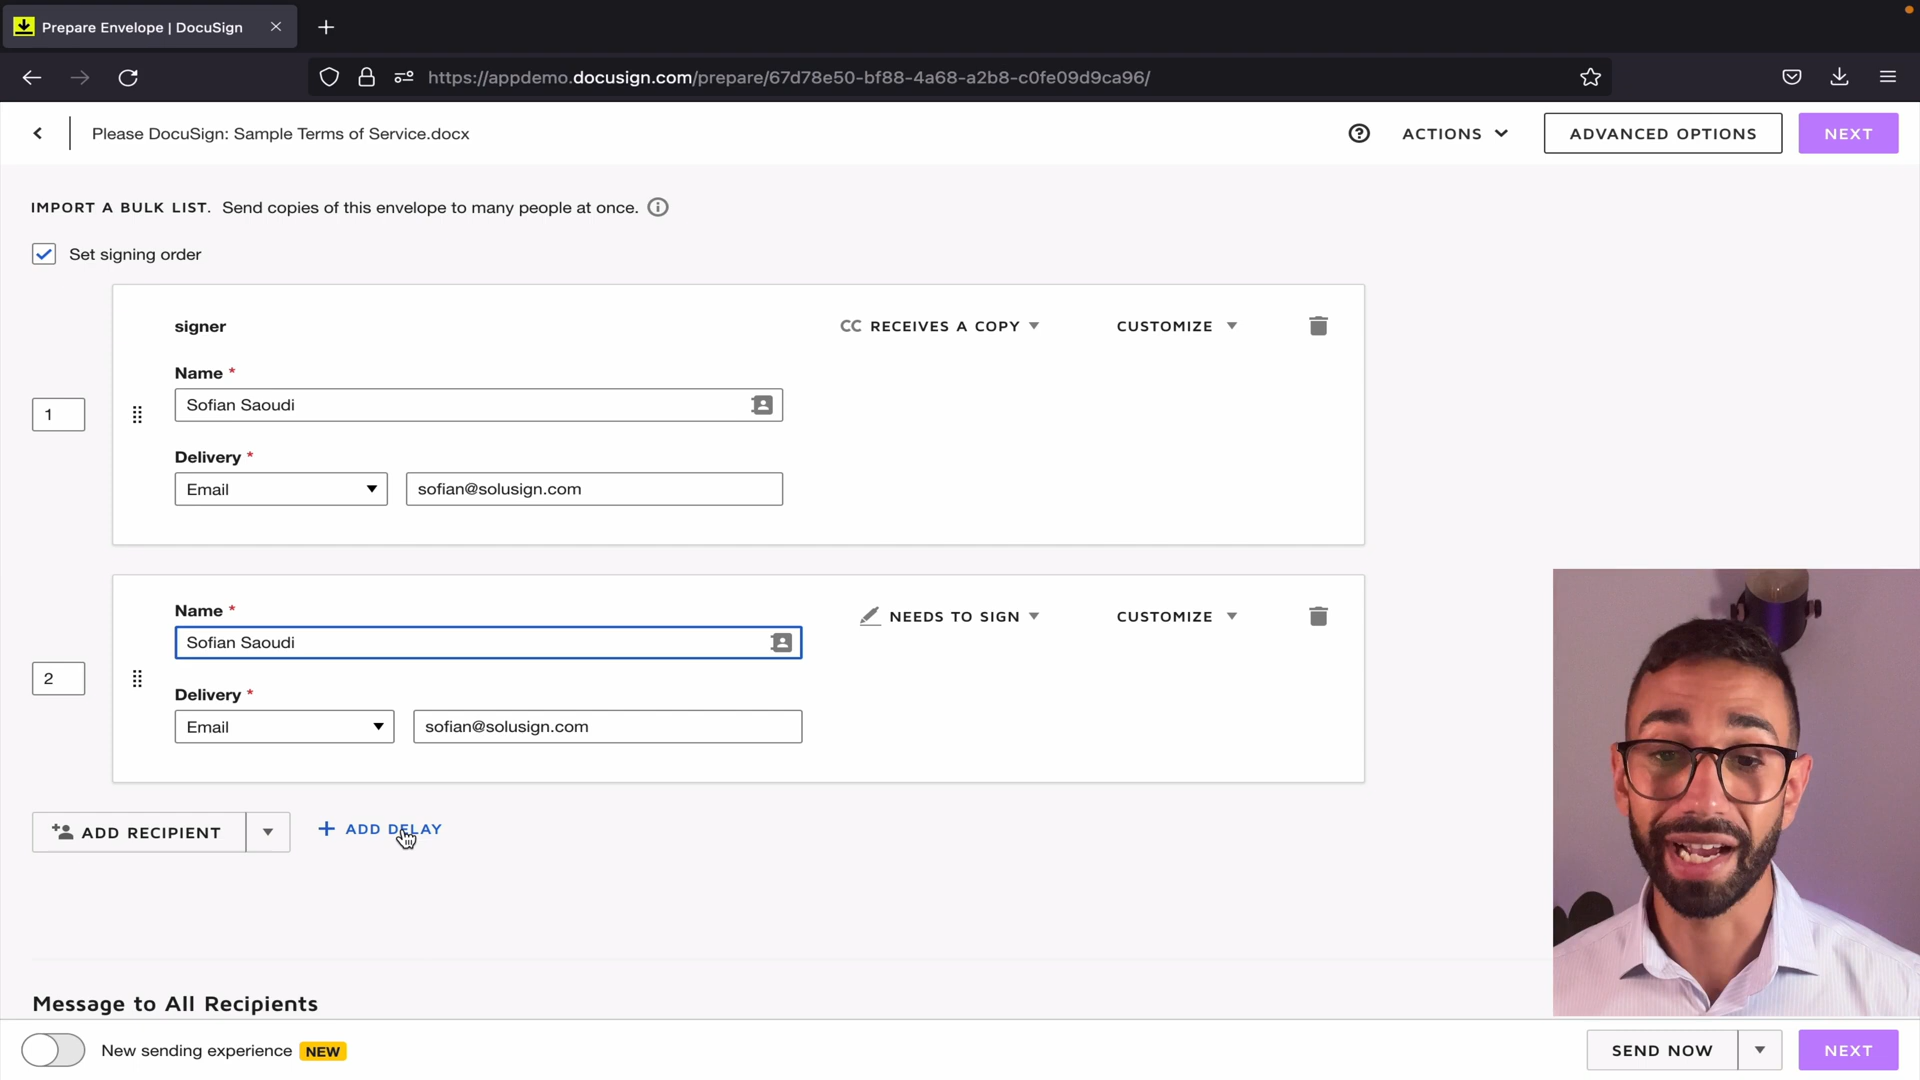 Prepare Envelope | DocuSign
https://appdemo.docusign.com/prepare/67d78e50-bf88-4a68-a2b8-c0fe09d9ca96/
Please DocuSign: Sample Terms of Service.docx
ACTIONS
ADVANCED OPTIONS
NEXT
IMPORT A BULK LIST. Send copies of this envelope to many people at once.
Set signing order
signer
CC RECEIVES A COPY
CUSTOMIZE
Name *
Sofian Saoudi
1
Delivery *
Email
sofian@solusign.com
Name *
NEEDS TO SIGN
CUSTOMIZE
Sofian Saoudi
2
Delivery *
Email
sofian@solusign.com
ADD RECIPIENT
+ ADD DELAY
Message to All Recipients
New sending experience NEW
SEND NOW
NEXT